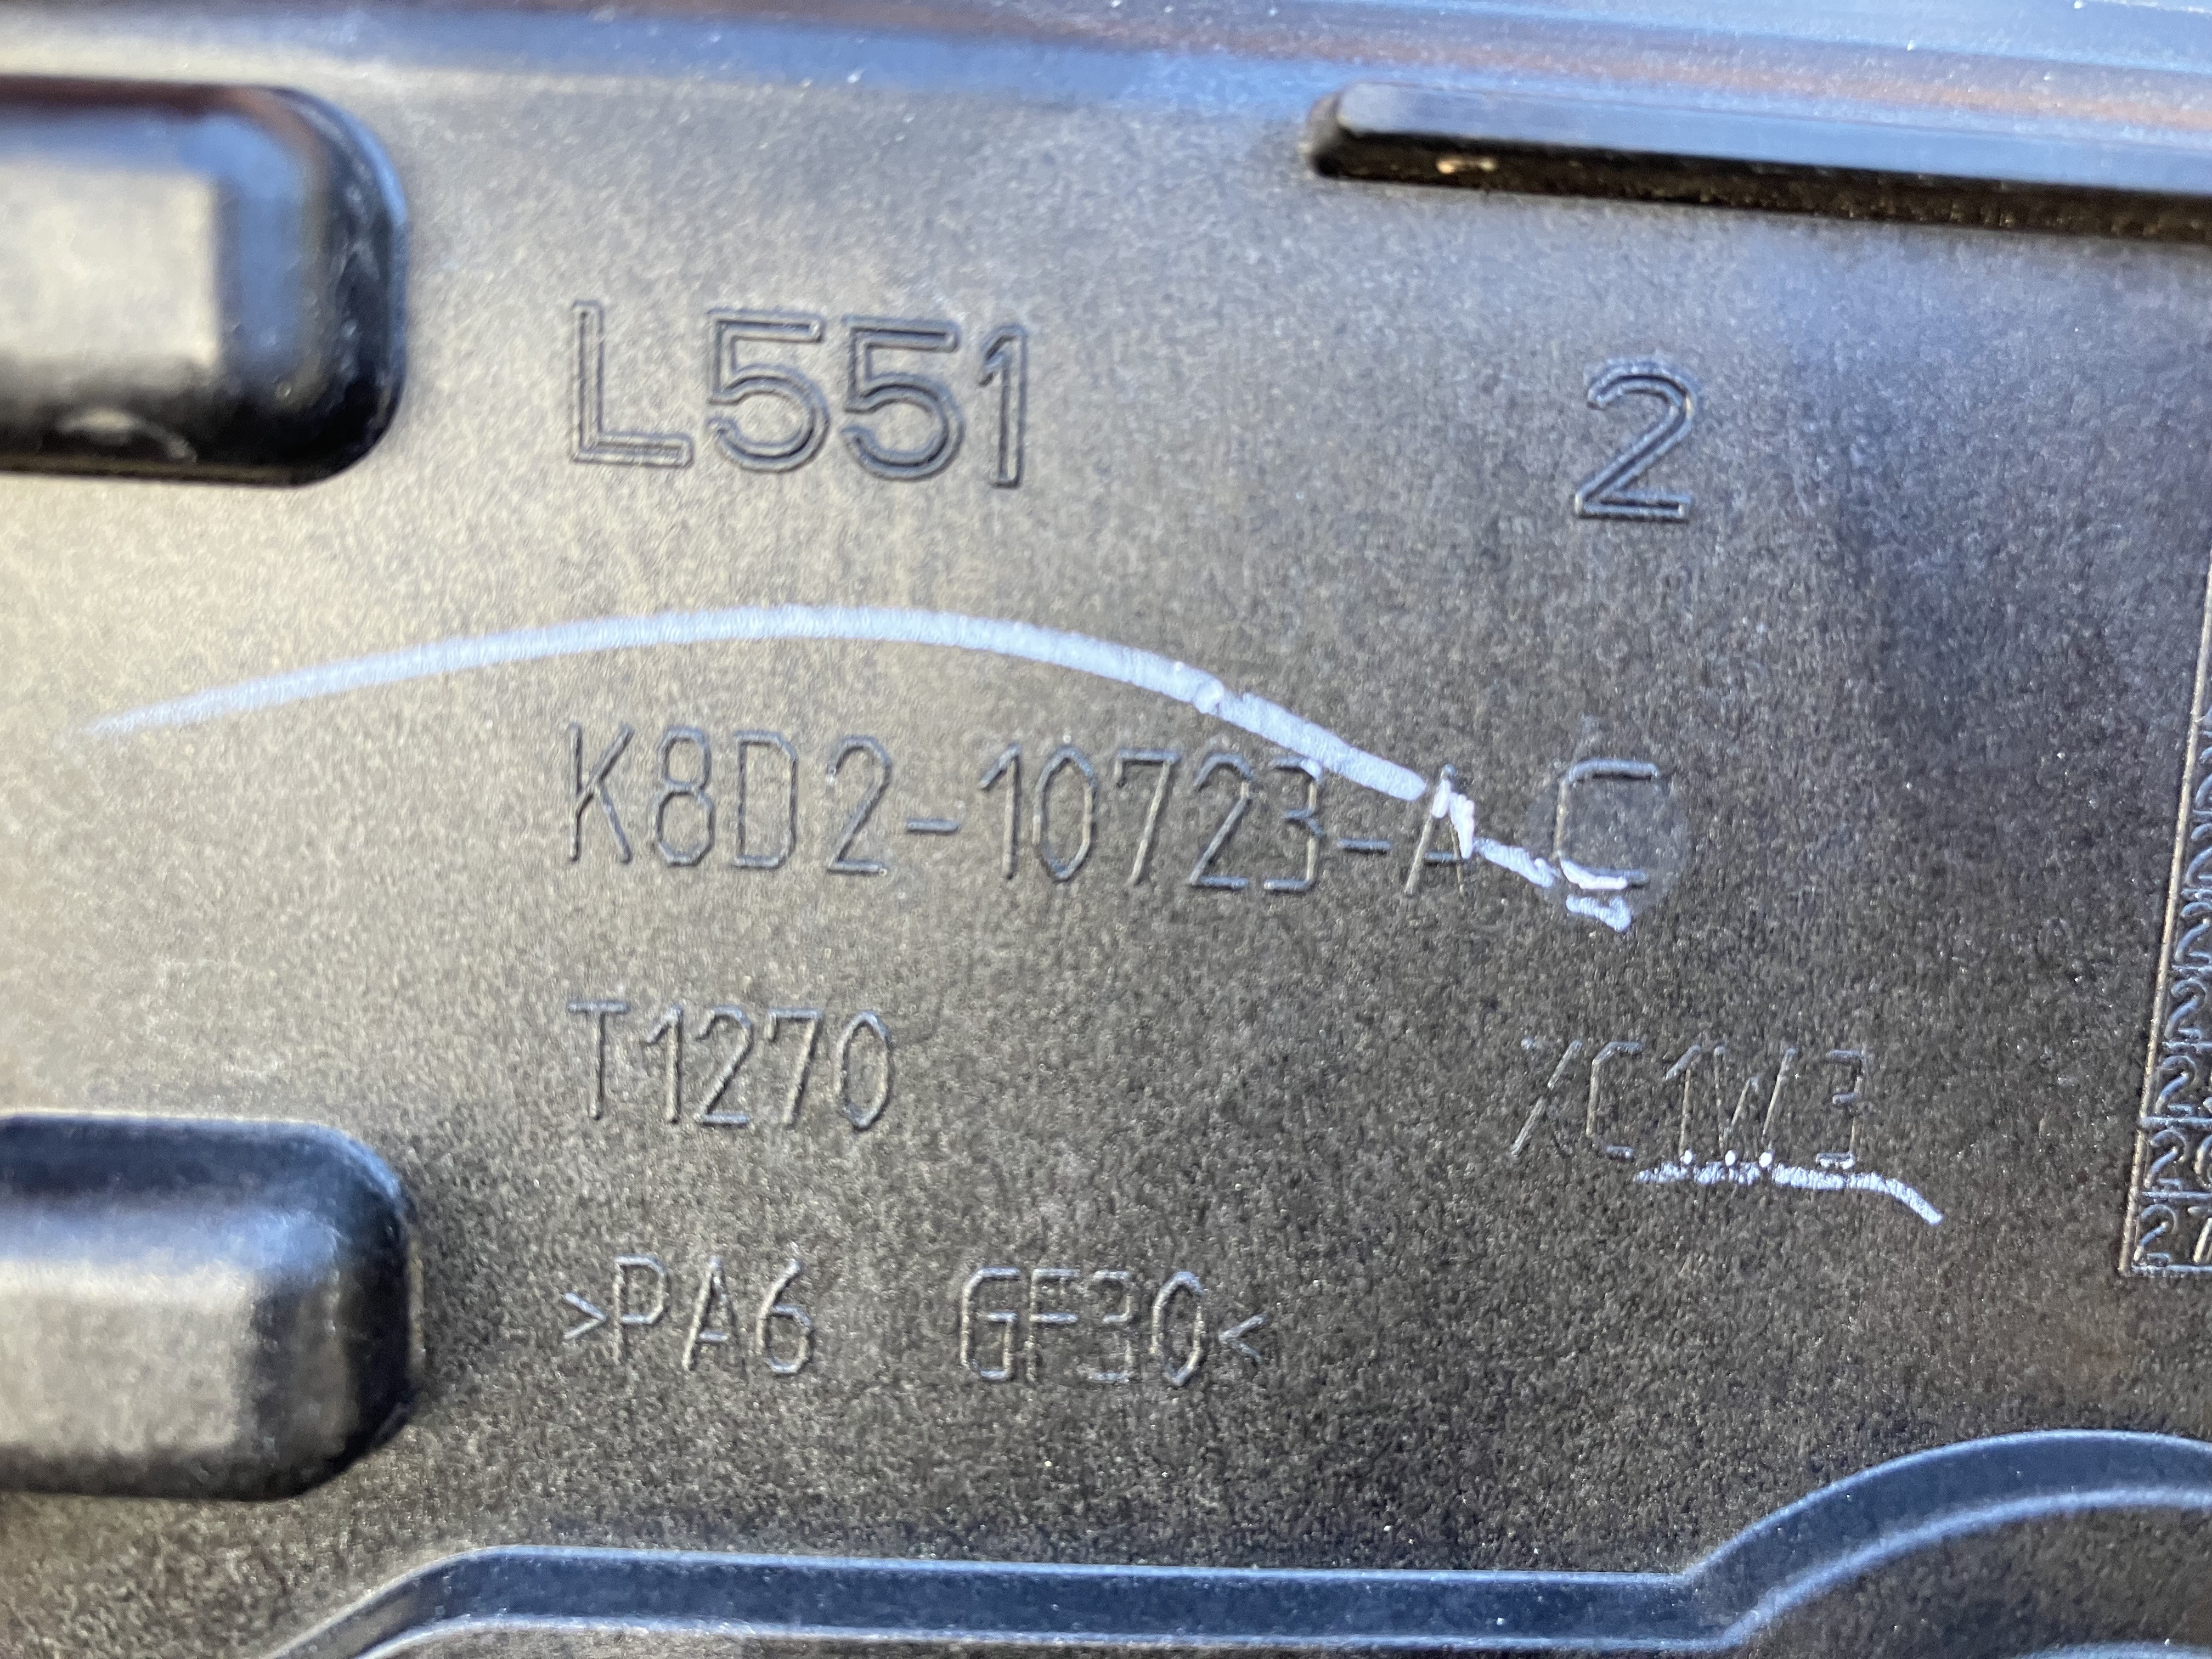 L551 2
K8D2-10723-AC
T1270 XC1W3
>PA6 GF30<